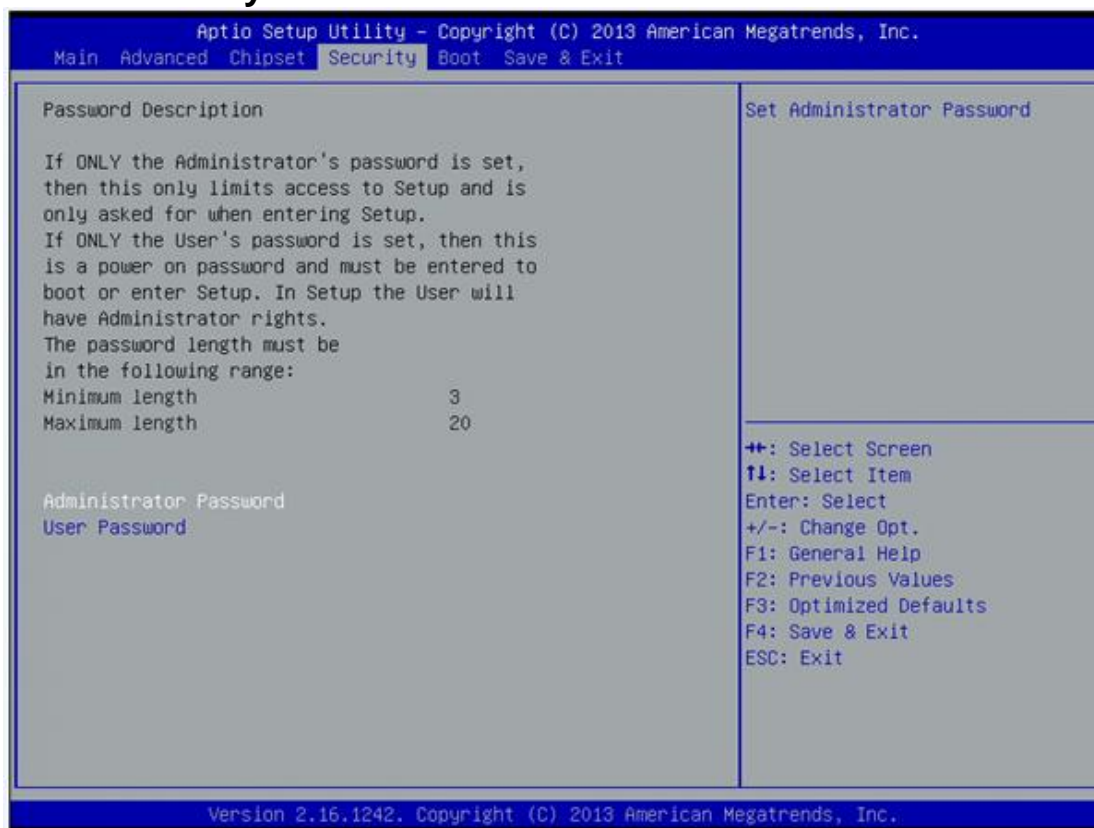 Aptio Setup Utility – Copyright (C) 2013 American Megatrends, Inc.
Main Advanced Chipset Security Boot Save & Exit
Password Description
If ONLY the Administrator's password is set,
then this only limits access to Setup and is
only asked for when entering Setup.
If ONLY the User's password is set, then this
is a power on password and must be entered to
boot or enter Setup. In Setup the User will
have Administrator rights.
The password length must be
in the following range:
Minimum length 3
Maximum length 20
Administrator Password
User Password
Set Administrator Password
→←: Select Screen
↑↓: Select Item
Enter: Select
+/-: Change Opt.
F1: General Help
F2: Previous Values
F3: Optimized Defaults
F4: Save & Exit
ESC: Exit
Version 2.16.1242. Copyright (C) 2013 American Megatrends, Inc.